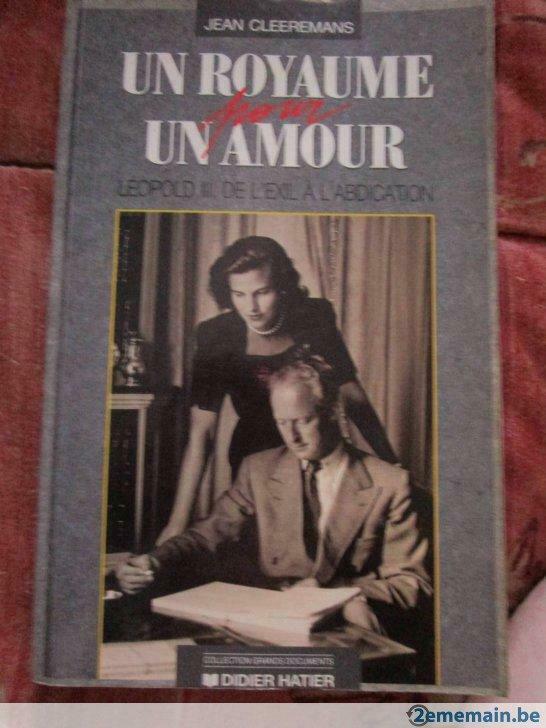 JEAN CLEEREMANS
UN ROYAUME
pour
UN AMOUR
LEOPOLD III, DE L'EXIL À L'ABDICATION
COLLECTION GRANDS DOCUMENTS
DIDIER HATIER
2ememain.be